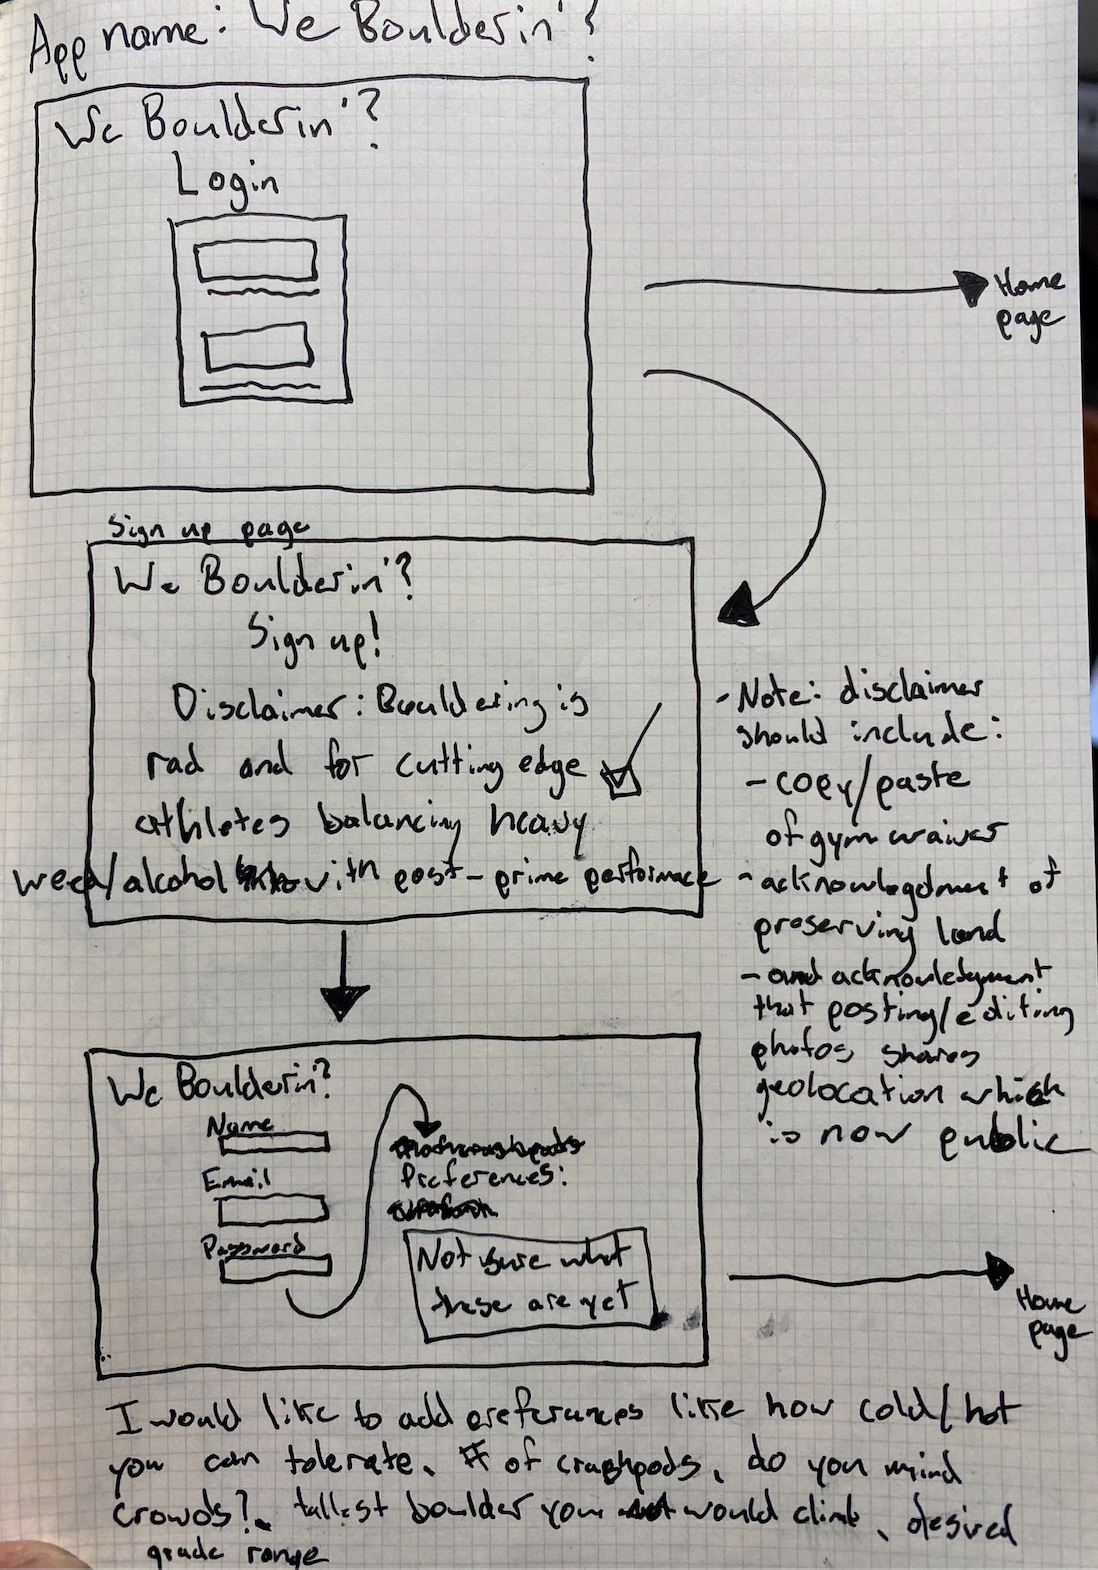 App name: We Boulderin'?
We Boulderin'?
Login
Home
page
Sign up page
We Boulderin'?
Sign up!
Disclaimer: Bouldering is
rad and for cutting edge
athletes balancing heavy
weed/alcohol with post-prime performance
- Note: disclaimer
should include:
- copy/paste
of gym waiver
- acknowlegdment of
preserving land
- and acknowledgment
that posting/editing
photos shares
geolocation which
is now public
We Boulderin'?
Name
Email
Password
Preferences:
Not sure what
these are yet
Home
page
I would like to add preferences like how cold/hot
you can tolerate, # of crashpads, do you mind
crowds?, tallest boulder you would climb, desired
grade range